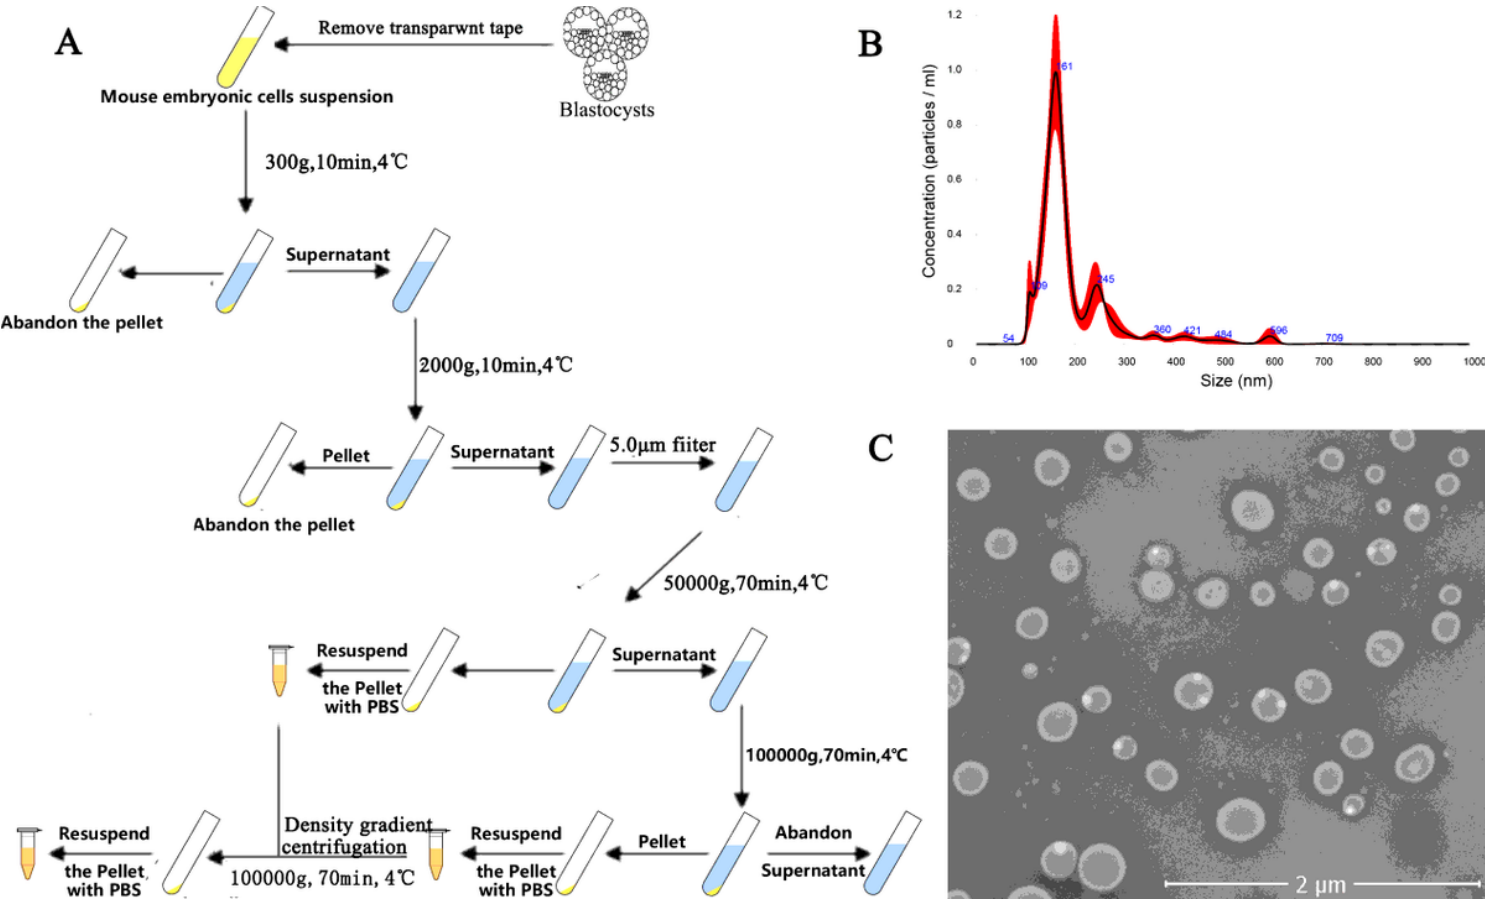 A
Remove transparwnt tape
Mouse embryonic cells suspension
Blastocysts
300g,10min,4℃
Supernatant
Abandon the pellet
2000g,10min,4℃
Pellet
Supernatant
5.0μm fiiter
Abandon the pellet
50000g,70min,4℃
Resuspend
the Pellet
with PBS
Supernatant
100000g,70min,4℃
Density gradient
centrifugation
100000g, 70min, 4℃
Resuspend
the Pellet
with PBS
Resuspend
the Pellet
with PBS
Pellet
Abandon
Supernatant
B
Concentration (particles / ml)
1.2
1.0
0.8
0.6
0.4
0.2
0
54
109
161
245
360
421
484
596
709
0
100
200
300
400
500
600
700
800
900
1000
Size (nm)
C
2 μm